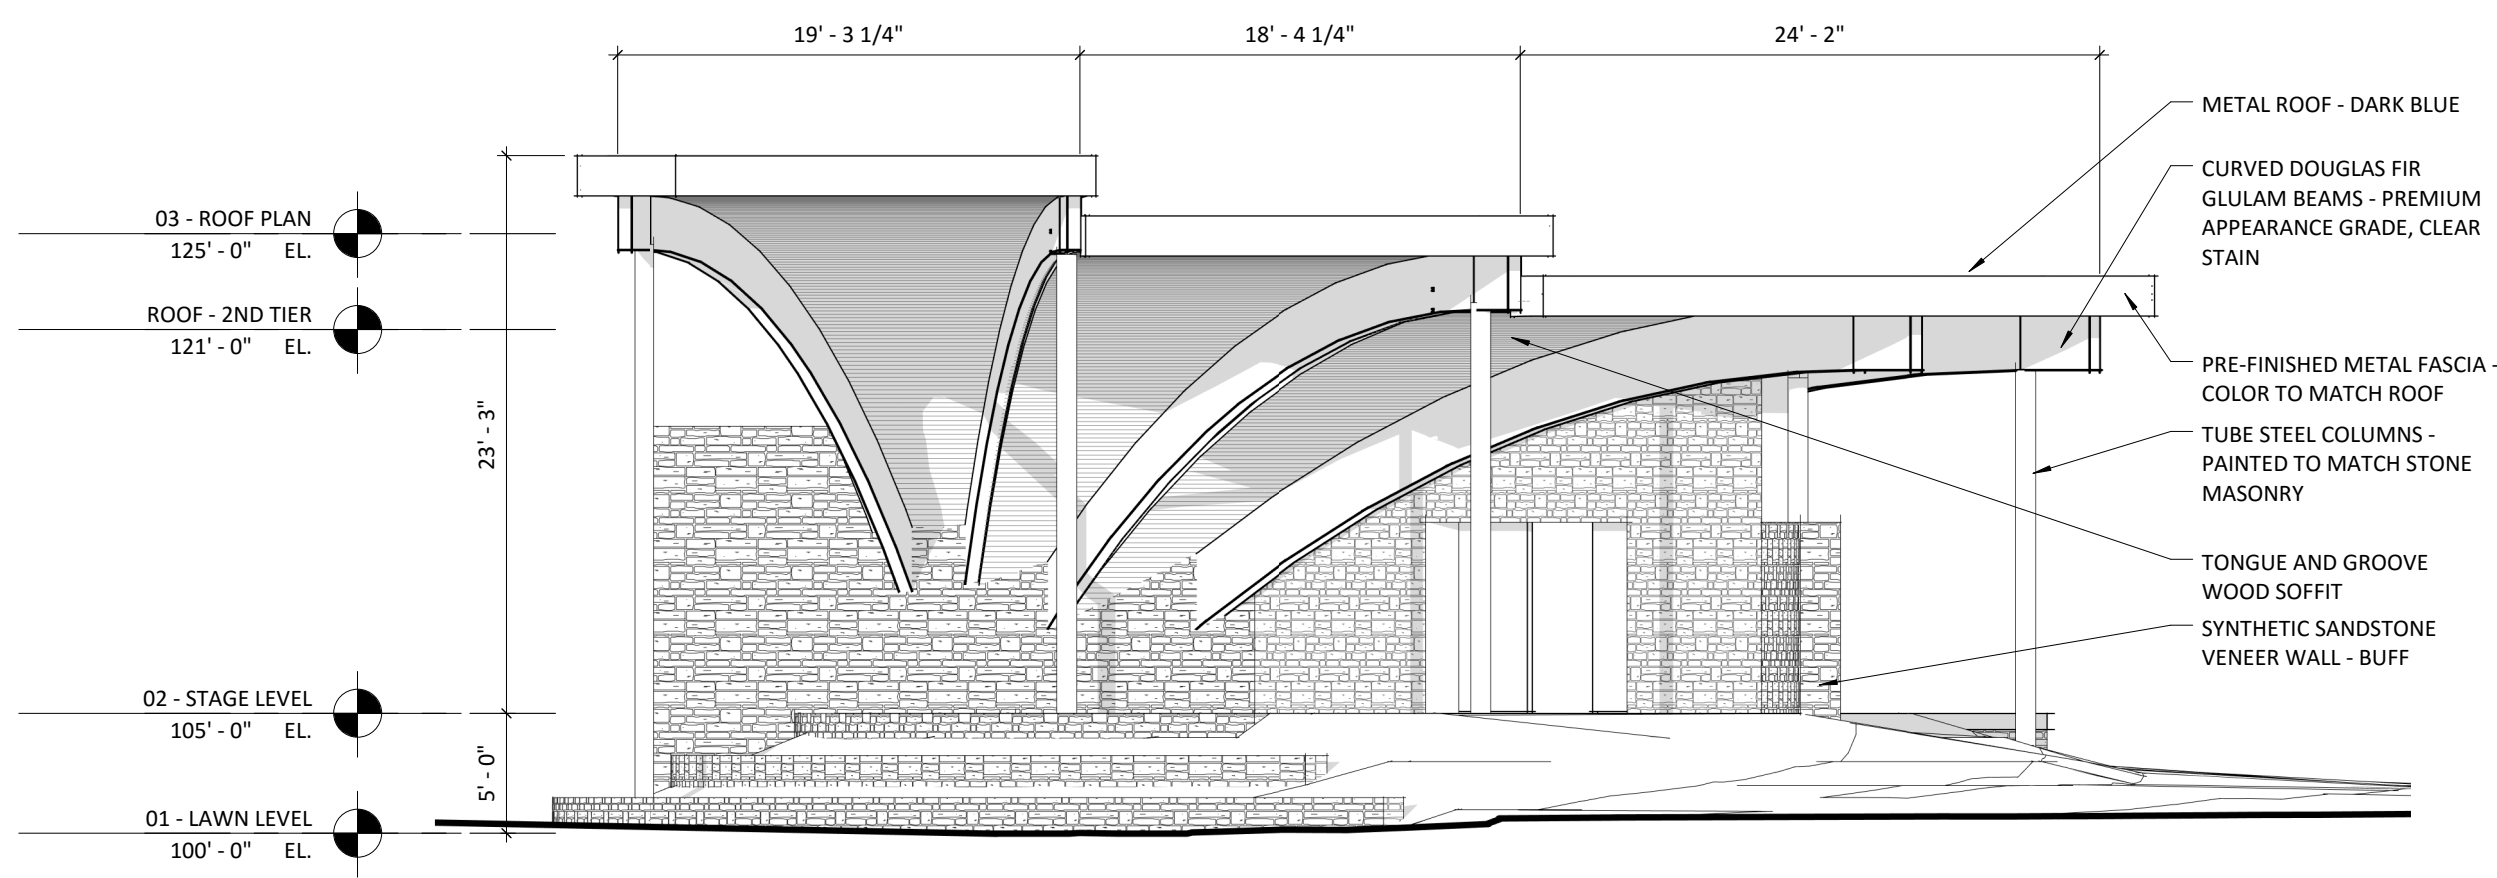 19' - 3 1/4"
18' - 4 1/4"
24' - 2"
METAL ROOF - DARK BLUE
CURVED DOUGLAS FIR
GLULAM BEAMS - PREMIUM
APPEARANCE GRADE, CLEAR
STAIN
03 - ROOF PLAN
125' - 0" EL.
ROOF - 2ND TIER
121' - 0" EL.
PRE-FINISHED METAL FASCIA -
COLOR TO MATCH ROOF
23' - 3"
TUBE STEEL COLUMNS -
PAINTED TO MATCH STONE
MASONRY
TONGUE AND GROOVE
WOOD SOFFIT
SYNTHETIC SANDSTONE
VENEER WALL - BUFF
02 - STAGE LEVEL
105' - 0" EL.
5' - 0"
01 - LAWN LEVEL
100' - 0" EL.